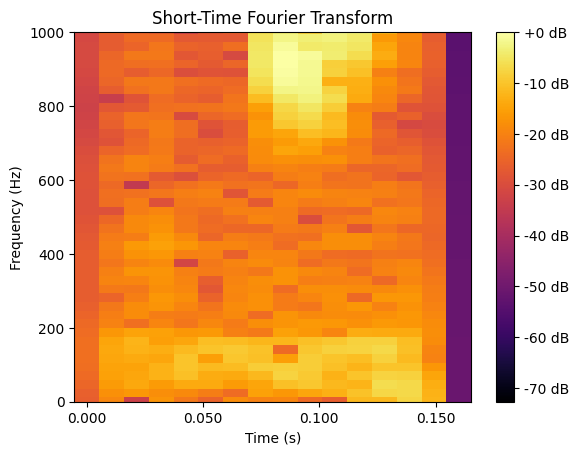 Short-Time Fourier Transform
1000
800
600
400
200
0
Frequency (Hz)
0.000
0.050
0.100
0.150
Time (s)
+0 dB
-10 dB
-20 dB
-30 dB
-40 dB
-50 dB
-60 dB
-70 dB